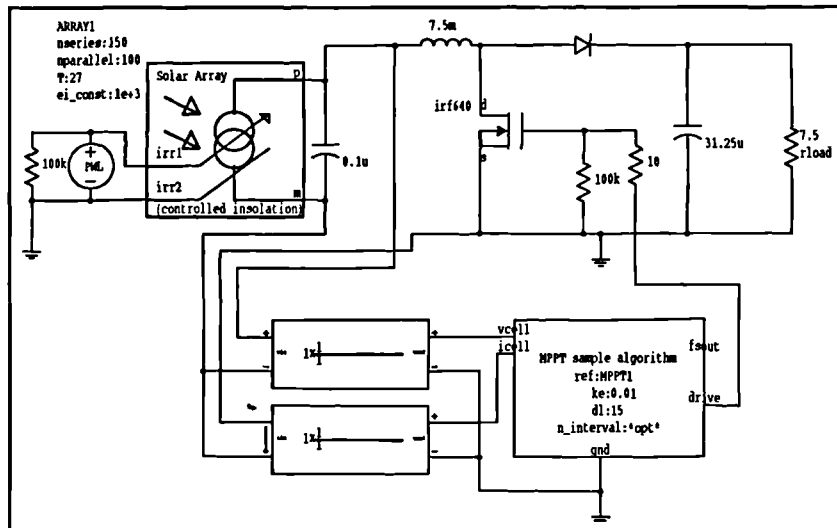 ARRAY1
nseries:150
nparallel:100
T:27
ei_const:1e+3
Solar Array
p
irr1
irr2
m
(controlled insolation)
100k
+
PWL
−
0.1u
7.5m
irf640
d
s
100k
10
31.25u
7.5
rload
+
−
1x
+
−
+
1x
+
−
vcell
icell
MPPT sample algorithm
ref:MPPT1
ke:0.01
dl:15
n_interval:*opt*
gnd
fsout
drive